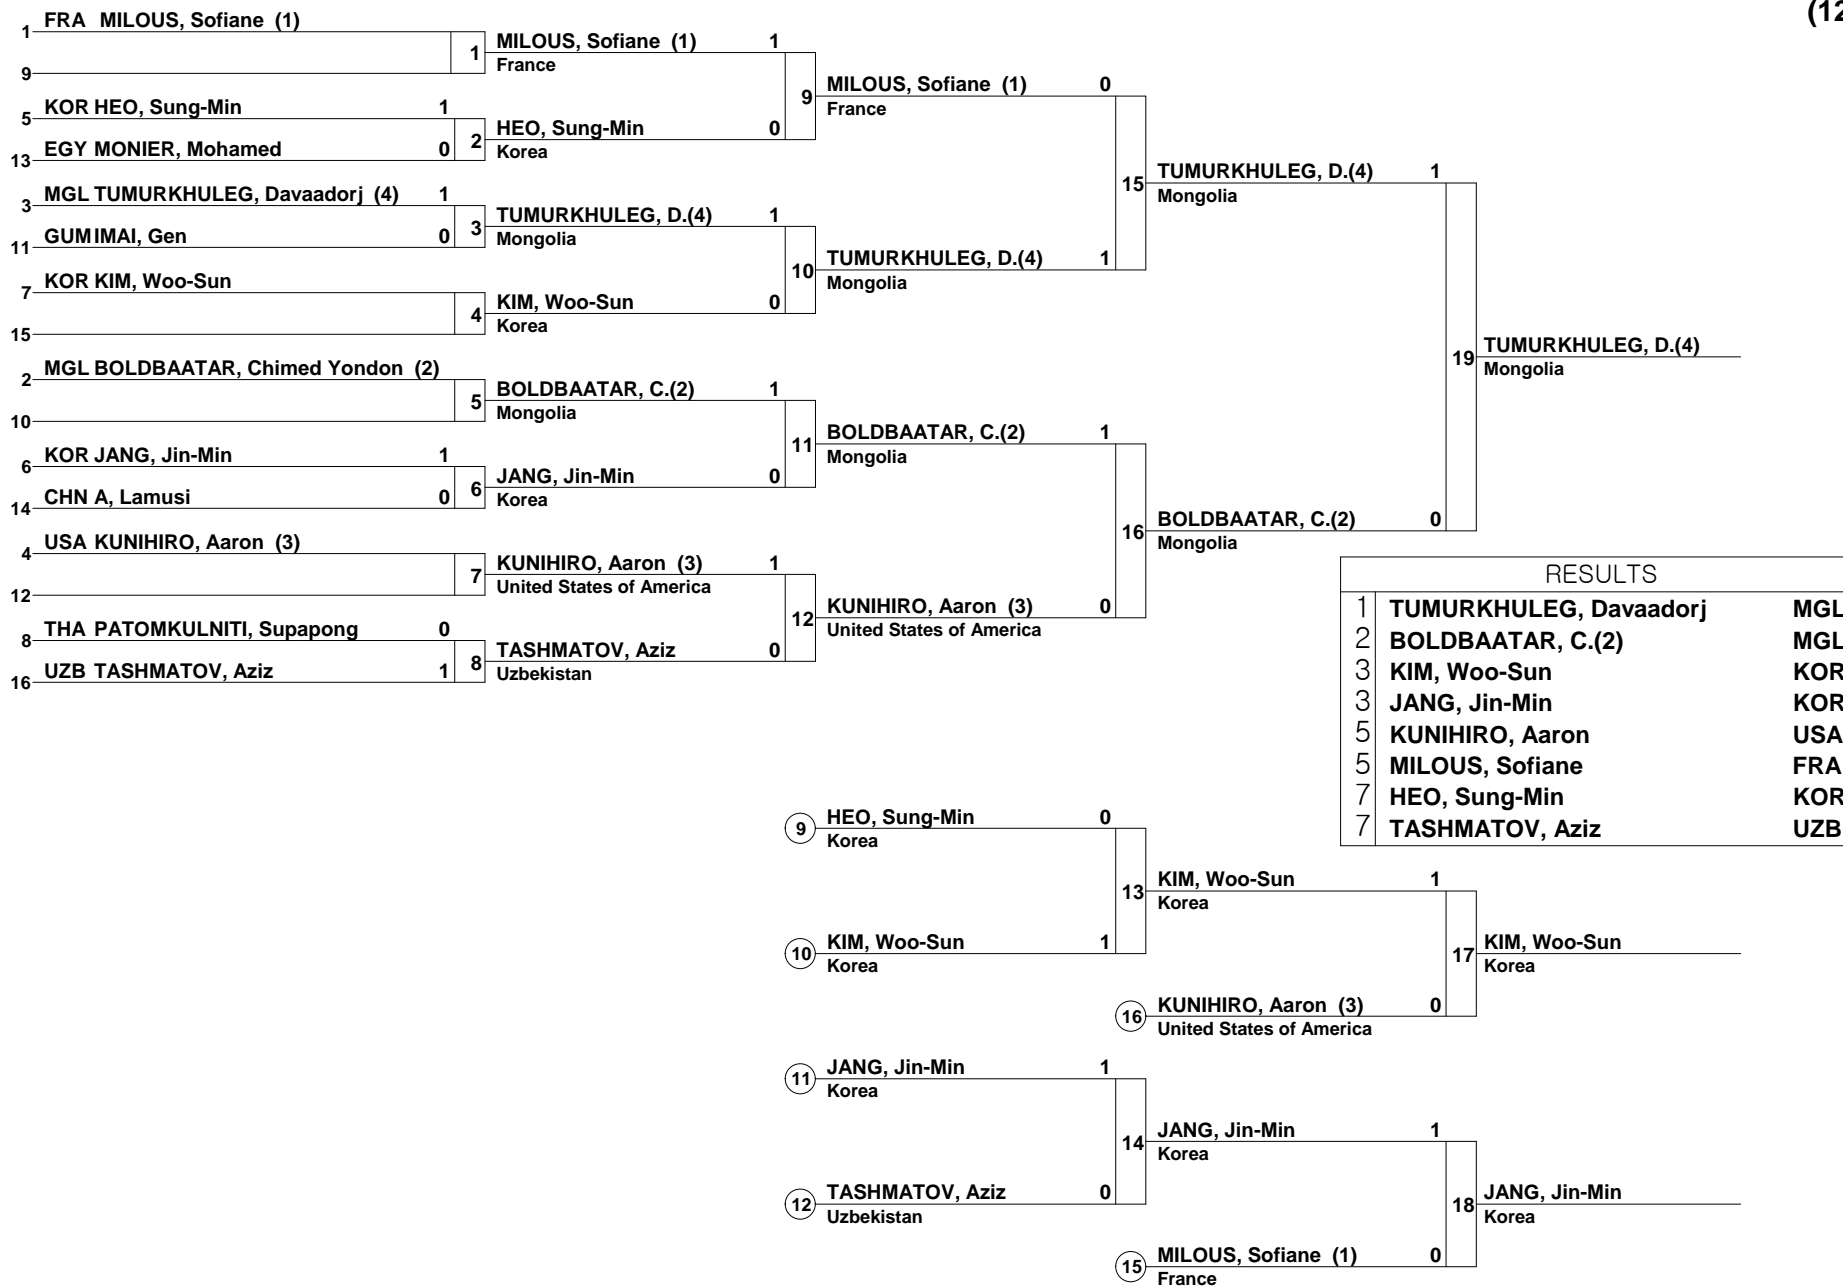 (12
1 FRA MILOUS, Sofiane (1)
9
1
5 KOR HEO, Sung-Min 1
13 EGY MONIER, Mohamed 0
2
3 MGL TUMURKHULEG, Davaadorj (4) 1
11 GUM IMAI, Gen 0
3
7 KOR KIM, Woo-Sun
15
4
2 MGL BOLDBAATAR, Chimed Yondon (2)
10
5
6 KOR JANG, Jin-Min 1
14 CHN A, Lamusi 0
6
4 USA KUNIHIRO, Aaron (3)
12
7
8 THA PATOMKULNITI, Supapong 0
16 UZB TASHMATOV, Aziz 1
8
MILOUS, Sofiane (1) 1
France
HEO, Sung-Min 0
Korea
9
TUMURKHULEG, D.(4) 1
Mongolia
KIM, Woo-Sun 0
Korea
10
BOLDBAATAR, C.(2) 1
Mongolia
JANG, Jin-Min 0
Korea
11
KUNIHIRO, Aaron (3) 1
United States of America
TASHMATOV, Aziz 0
Uzbekistan
12
MILOUS, Sofiane (1) 0
France
TUMURKHULEG, D.(4) 1
Mongolia
15
BOLDBAATAR, C.(2) 1
Mongolia
KUNIHIRO, Aaron (3) 0
United States of America
16
TUMURKHULEG, D.(4) 1
Mongolia
BOLDBAATAR, C.(2) 0
Mongolia
19
TUMURKHULEG, D.(4)
Mongolia
RESULTS
1 TUMURKHULEG, Davaadorj MGL
2 BOLDBAATAR, C.(2) MGL
3 KIM, Woo-Sun KOR
3 JANG, Jin-Min KOR
5 KUNIHIRO, Aaron USA
5 MILOUS, Sofiane FRA
7 HEO, Sung-Min KOR
7 TASHMATOV, Aziz UZB
9 HEO, Sung-Min 0
Korea
10 KIM, Woo-Sun 1
Korea
13
KIM, Woo-Sun 1
Korea
16 KUNIHIRO, Aaron (3) 0
United States of America
17
KIM, Woo-Sun
Korea
11 JANG, Jin-Min 1
Korea
12 TASHMATOV, Aziz 0
Uzbekistan
14
JANG, Jin-Min 1
Korea
15 MILOUS, Sofiane (1) 0
France
18
JANG, Jin-Min
Korea